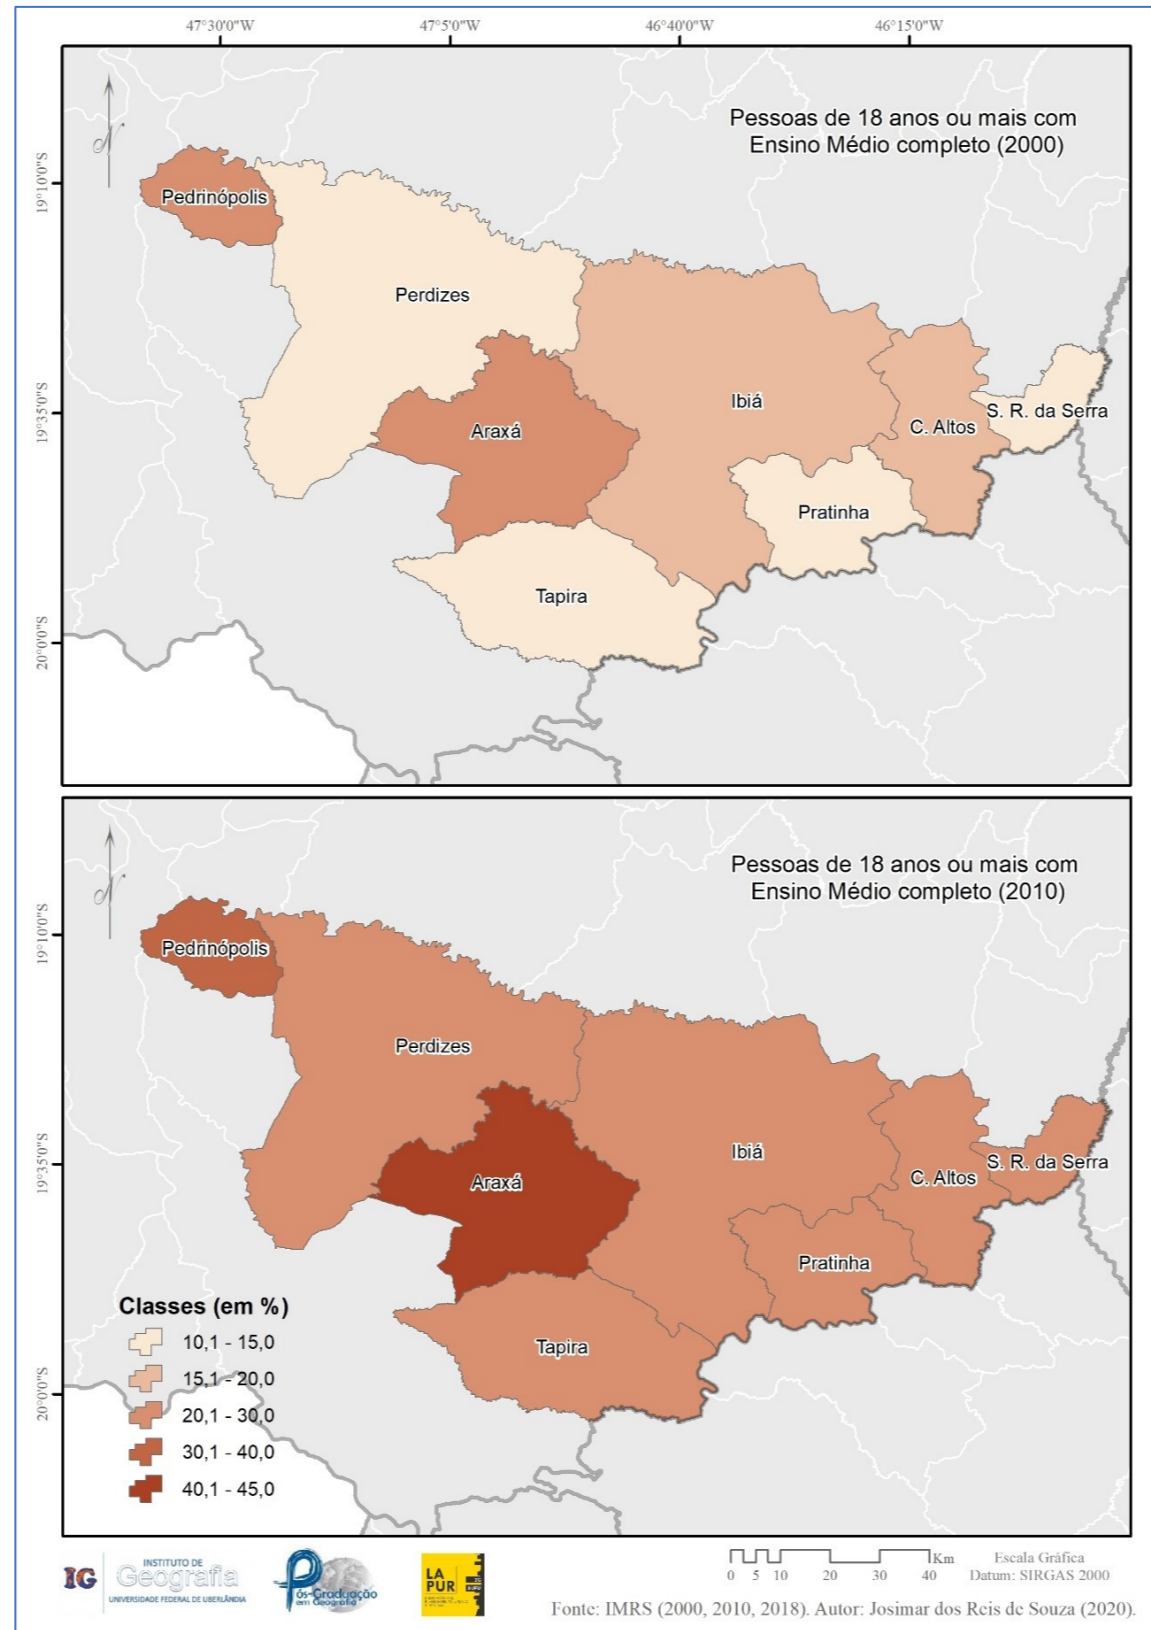 47°30'0"W 47°5'0"W 46°40'0"W 46°15'0"W
Pessoas de 18 anos ou mais com
Ensino Médio completo (2000)
19°10'0"S
19°35'0"S
20°0'0"S
N
Pedrinópolis
Perdizes
Ibiá
S. R. da Serra
C. Altos
Araxá
Pratinha
Tapira
Pessoas de 18 anos ou mais com
Ensino Médio completo (2010)
19°10'0"S
19°35'0"S
20°0'0"S
N
Pedrinópolis
Perdizes
Ibiá
S. R. da Serra
C. Altos
Araxá
Pratinha
Tapira
Classes (em %)
10,1 - 15,0
15,1 - 20,0
20,1 - 30,0
30,1 - 40,0
40,1 - 45,0
IG
INSTITUTO DE
Geografia
UNIVERSIDADE FEDERAL DE UBERLÂNDIA
Pós-Graduação
em Geografia
LA
PUR
Km
0 5 10 20 30 40
Escala Gráfica
Datum: SIRGAS 2000
Fonte: IMRS (2000, 2010, 2018). Autor: Josimar dos Reis de Souza (2020).